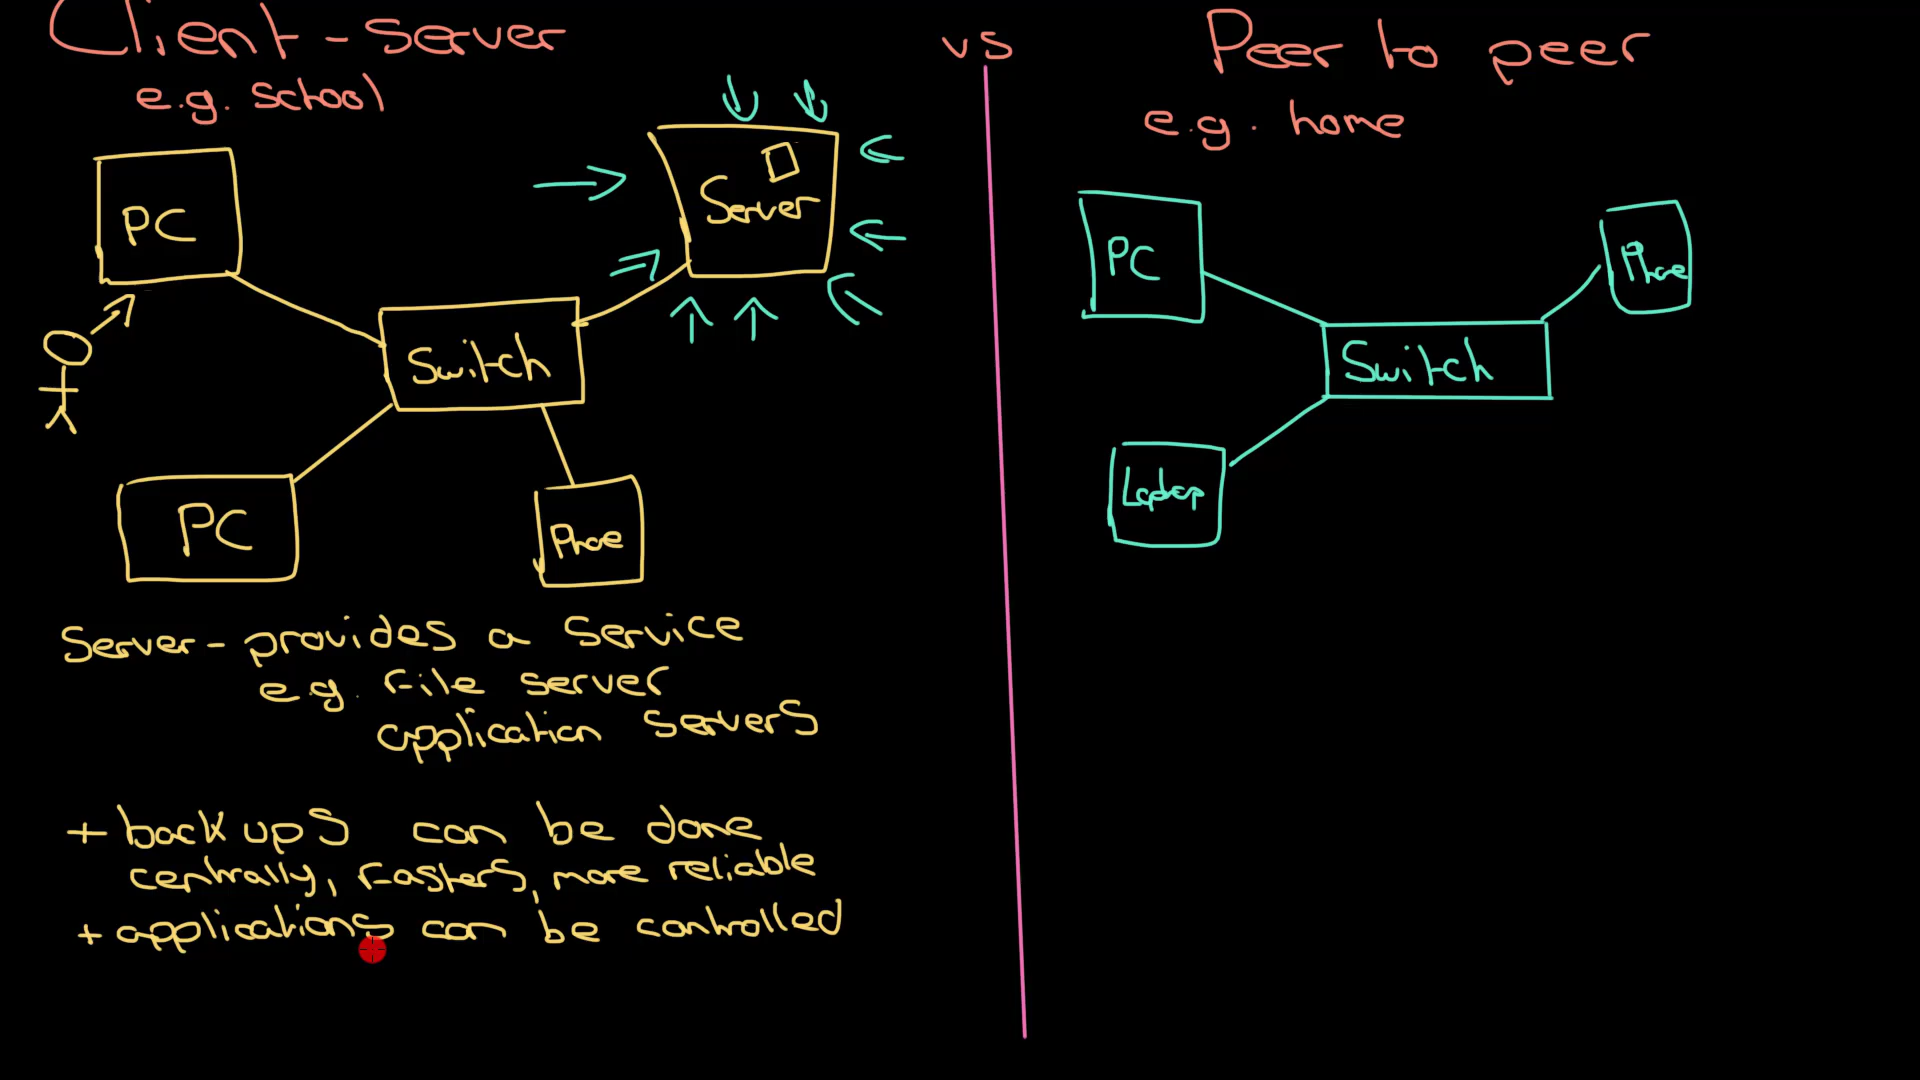 Client - Server
e.g. school
PC
Server
Switch
PC
Phone
Server - provides a service
e.g. file server
application servers
+ backups can be done
centrally, fasters, more reliable
+ applications can be controlled
vs
Peer to peer
e.g. home
PC
Phone
Switch
Laptop